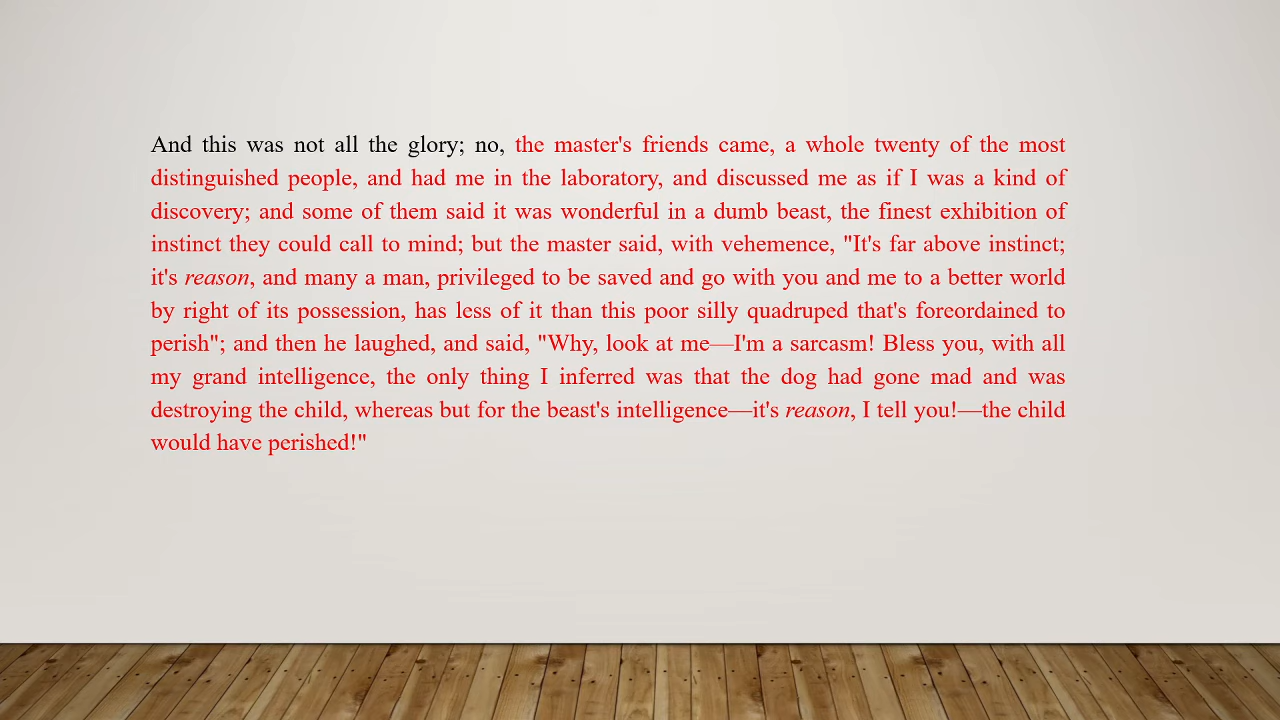 And this was not all the glory; no, the master's friends came, a whole twenty of the most
distinguished people, and had me in the laboratory, and discussed me as if I was a kind of
discovery; and some of them said it was wonderful in a dumb beast, the finest exhibition of
instinct they could call to mind; but the master said, with vehemence, "It's far above instinct;
it's reason, and many a man, privileged to be saved and go with you and me to a better world
by right of its possession, has less of it than this poor silly quadruped that's foreordained to
perish"; and then he laughed, and said, "Why, look at me—I'm a sarcasm! Bless you, with all
my grand intelligence, the only thing I inferred was that the dog had gone mad and was
destroying the child, whereas but for the beast's intelligence—it's reason, I tell you!—the child
would have perished!"